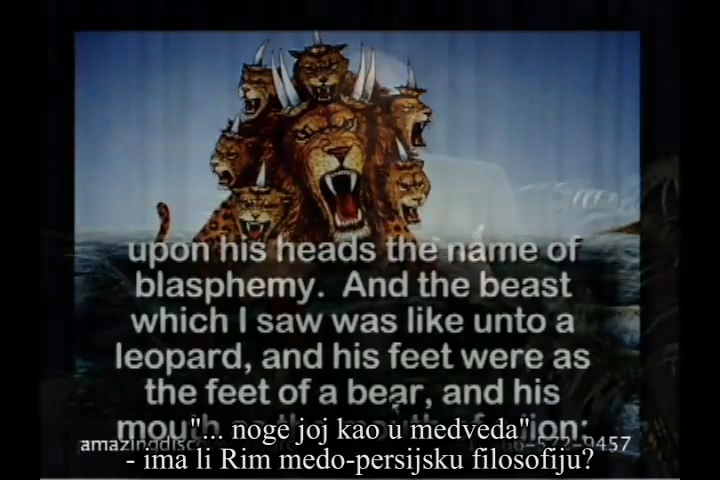 upon his heads the name of
blasphemy. And the beast
which I saw was like unto a
leopard, and his feet were as
the feet of a bear, and his
"... noge joj kao u medveda"
- ima li Rim medo-persijsku filosofiju?